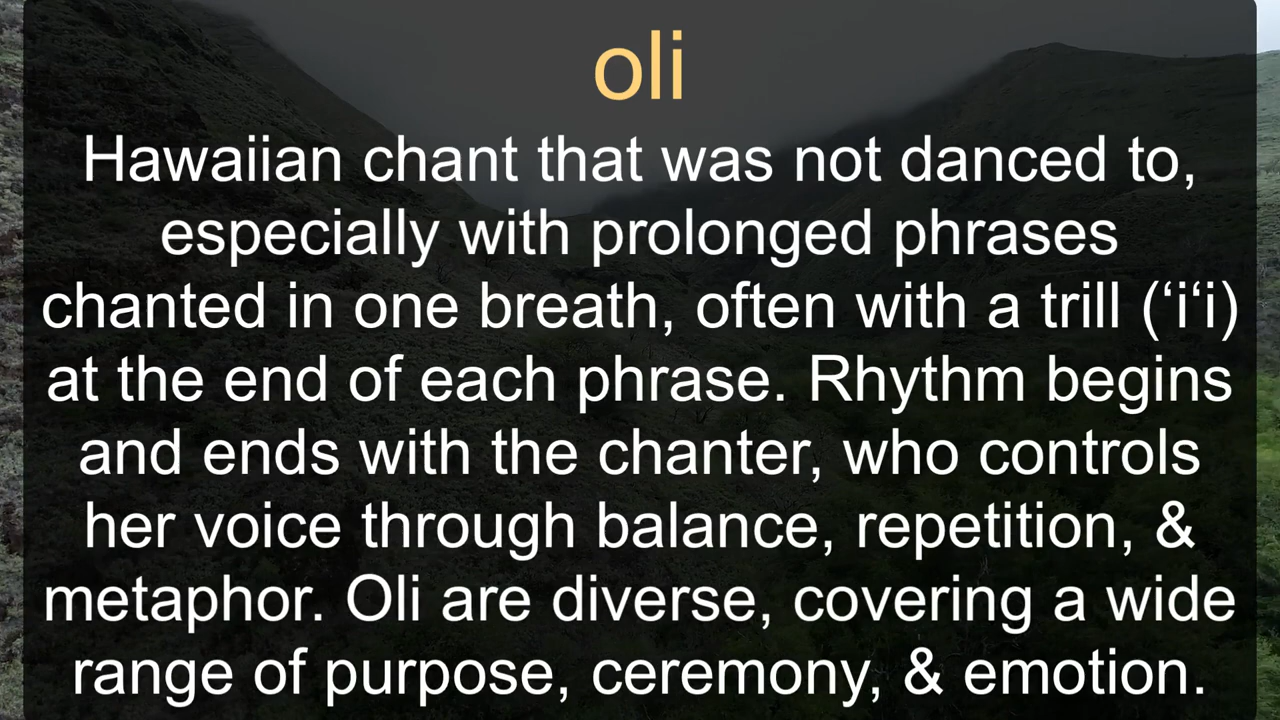 oli
Hawaiian chant that was not danced to,
especially with prolonged phrases
chanted in one breath, often with a trill (‘i‘i)
at the end of each phrase. Rhythm begins
and ends with the chanter, who controls
her voice through balance, repetition, &
metaphor. Oli are diverse, covering a wide
range of purpose, ceremony, & emotion.